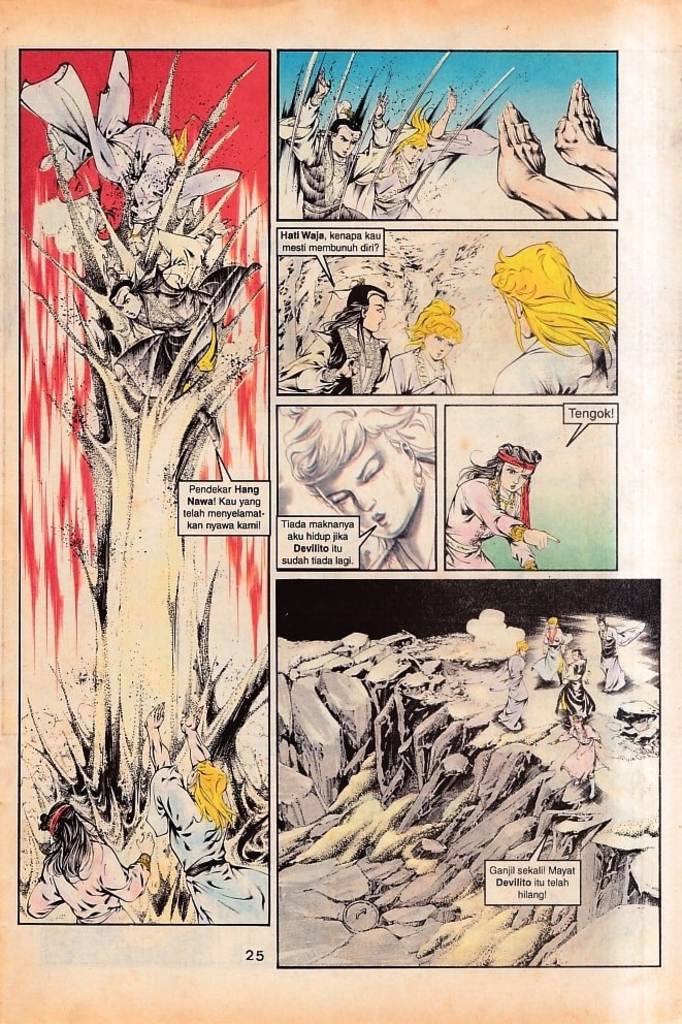 Pendekar Hang
Nawa! Kau yang
telah menyelamat-
kan nyawa kami!
Hati Waja, kenapa kau
mesti membunuh diri?
Tiada maknanya
aku hidup jika
Devilito itu
sudah tiada lagi.
Tengok!
Ganjil sekali! Mayat
Devilito itu telah
hilang!
25